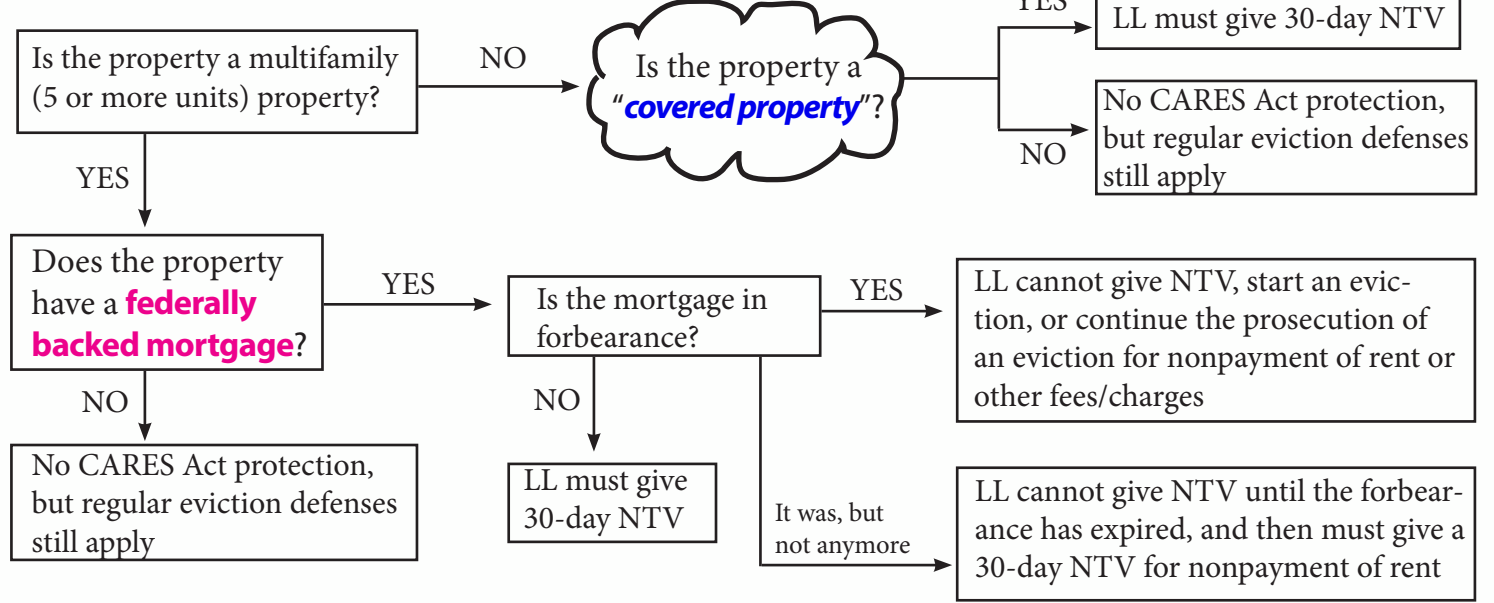 YES
LL must give 30-day NTV
Is the property a multifamily
(5 or more units) property?
NO
Is the property a
“covered property”?
No CARES Act protection,
but regular eviction defenses
still apply
NO
YES
Does the property
have a federally
backed mortgage?
YES
Is the mortgage in
forbearance?
YES
LL cannot give NTV, start an evic-
tion, or continue the prosecution of
an eviction for nonpayment of rent or
other fees/charges
NO
NO
No CARES Act protection,
but regular eviction defenses
still apply
LL must give
30-day NTV
It was, but
not anymore
LL cannot give NTV until the forbear-
ance has expired, and then must give a
30-day NTV for nonpayment of rent